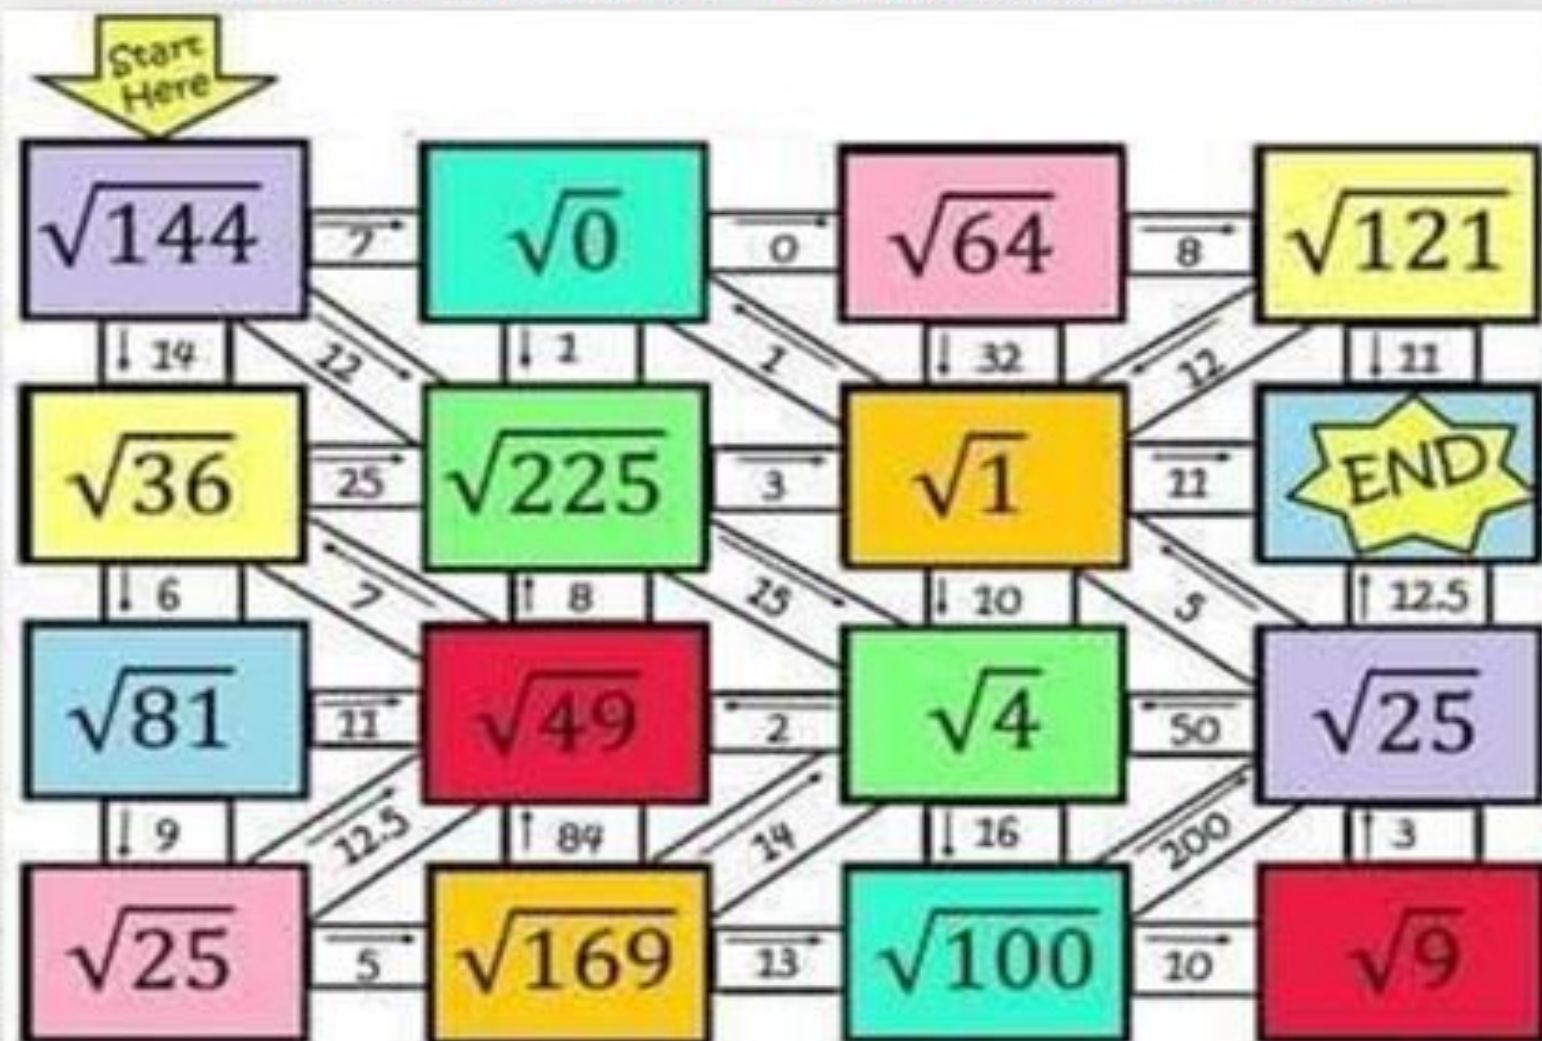 Start
Here
√144 7 √0 0 √64 8 √121
14 12 1 1 32 12 11
√36 25 √225 3 √1 11 END
6 7 8 15 10 5 12.5
√81 11 √49 2 √4 50 √25
9 12.5 84 14 16 200 3
√25 5 √169 13 √100 10 √9